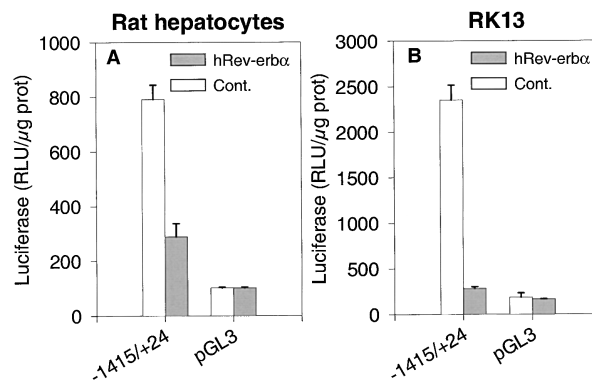 Rat hepatocytes
A
hRev-erbα
Cont.
Luciferase (RLU/µg prot)
1000
800
600
400
200
0
-1415/+24
pGL3
RK13
B
hRev-erbα
Cont.
Luciferase (RLU/µg prot)
3000
2500
2000
1500
1000
500
0
-1415/+24
pGL3